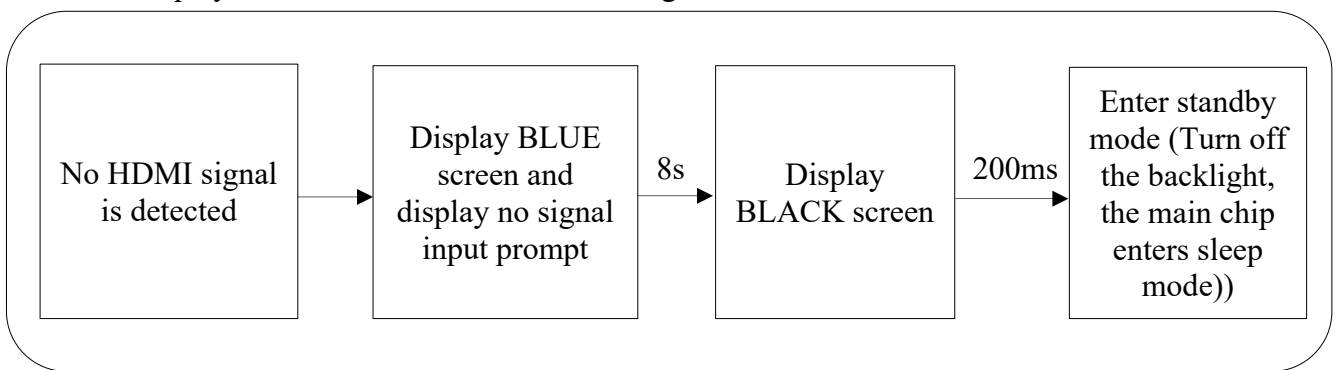 No HDMI signal
is detected
Display BLUE
screen and
display no signal
input prompt
8s
Display
BLACK screen
200ms
Enter standby
mode (Turn off
the backlight,
the main chip
enters sleep
mode))